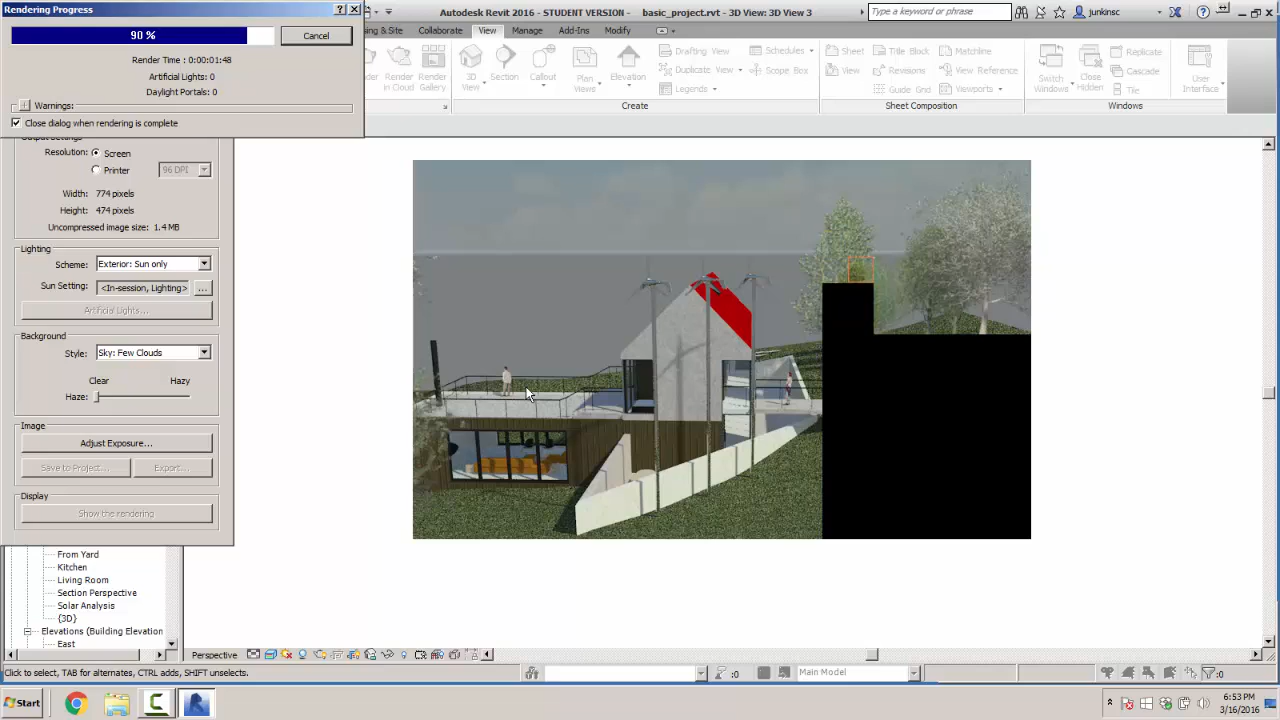 Rendering Progress
Autodesk Revit 2016 - STUDENT VERSION - basic_project.rvt - 3D View: 3D View 3
Type a keyword or phrase
junkinsc
90 %
Cancel
ing & Site
Collaborate
View
Manage
Add-Ins
Modify
Render Time : 0:00:01:48
Artificial Lights: 0
Daylight Portals: 0
Warnings:
Close dialog when rendering is complete
Render in Cloud
Render Gallery
3D View
Section
Callout
Plan Views
Elevation
Drafting View
Duplicate View
Legends
Schedules
Scope Box
Create
Sheet
View
Title Block
Revisions
Guide Grid
Matchline
View Reference
Viewports
Sheet Composition
Switch Windows
Close Hidden
Replicate
Cascade
Tile
Windows
User Interface
Output Settings
Resolution:
Screen
Printer
96 DPI
Width: 774 pixels
Height: 474 pixels
Uncompressed image size: 1.4 MB
Lighting
Scheme: Exterior: Sun only
Sun Setting: <In-session, Lighting> ...
Artificial Lights...
Background
Style: Sky: Few Clouds
Clear Hazy
Haze:
Image
Adjust Exposure...
Save to Project...
Export...
Display
Show the rendering
From Yard
Kitchen
Living Room
Section Perspective
Solar Analysis
{3D}
Elevations (Building Elevation
East
Perspective
Click to select, TAB for alternates, CTRL adds, SHIFT unselects.
:0
Main Model
:0
Start
6:53 PM
3/16/2016